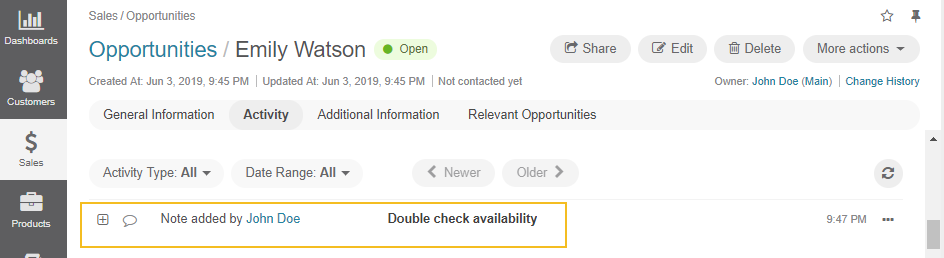 Dashboards
Customers
Sales
Products
Sales / Opportunities
Opportunities / Emily Watson Open
Share Edit Delete More actions
Created At: Jun 3, 2019, 9:45 PM Updated At: Jun 3, 2019, 9:45 PM Not contacted yet
Owner: John Doe (Main) Change History
General Information Activity Additional Information Relevant Opportunities
Activity Type: All Date Range: All Newer Older
Note added by John Doe Double check availability 9:47 PM